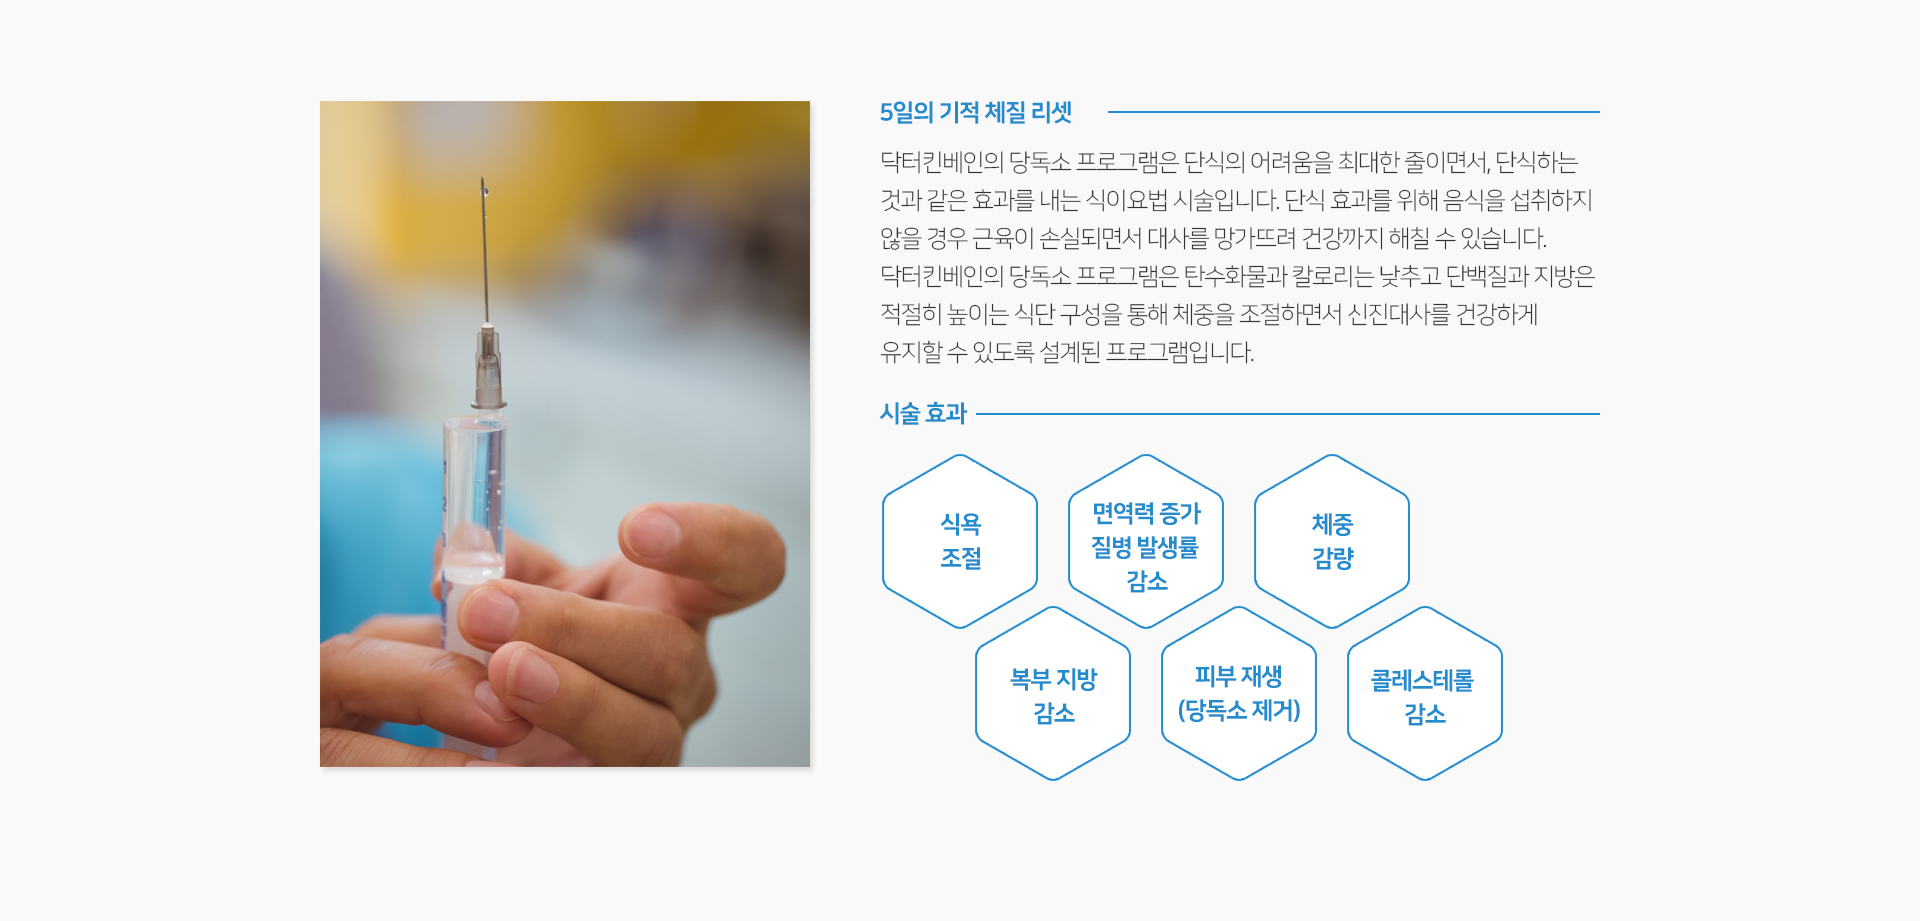 5일의 기적 체질 리셋
닥터킨베인의 당독소 프로그램은 단식의 어려움을 최대한 줄이면서, 단식하는
것과 같은 효과를 내는 식이요법 시술입니다. 단식 효과를 위해 음식을 섭취하지
않을 경우 근육이 손실되면서 대사를 망가뜨려 건강까지 해칠 수 있습니다.
닥터킨베인의 당독소 프로그램은 탄수화물과 칼로리는 낮추고 단백질과 지방은
적절히 높이는 식단 구성을 통해 체중을 조절하면서 신진대사를 건강하게
유지할 수 있도록 설계된 프로그램입니다.
시술 효과
식욕
조절
면역력 증가
질병 발생률
감소
체중
감량
복부 지방
감소
피부 재생
(당독소 제거)
콜레스테롤
감소